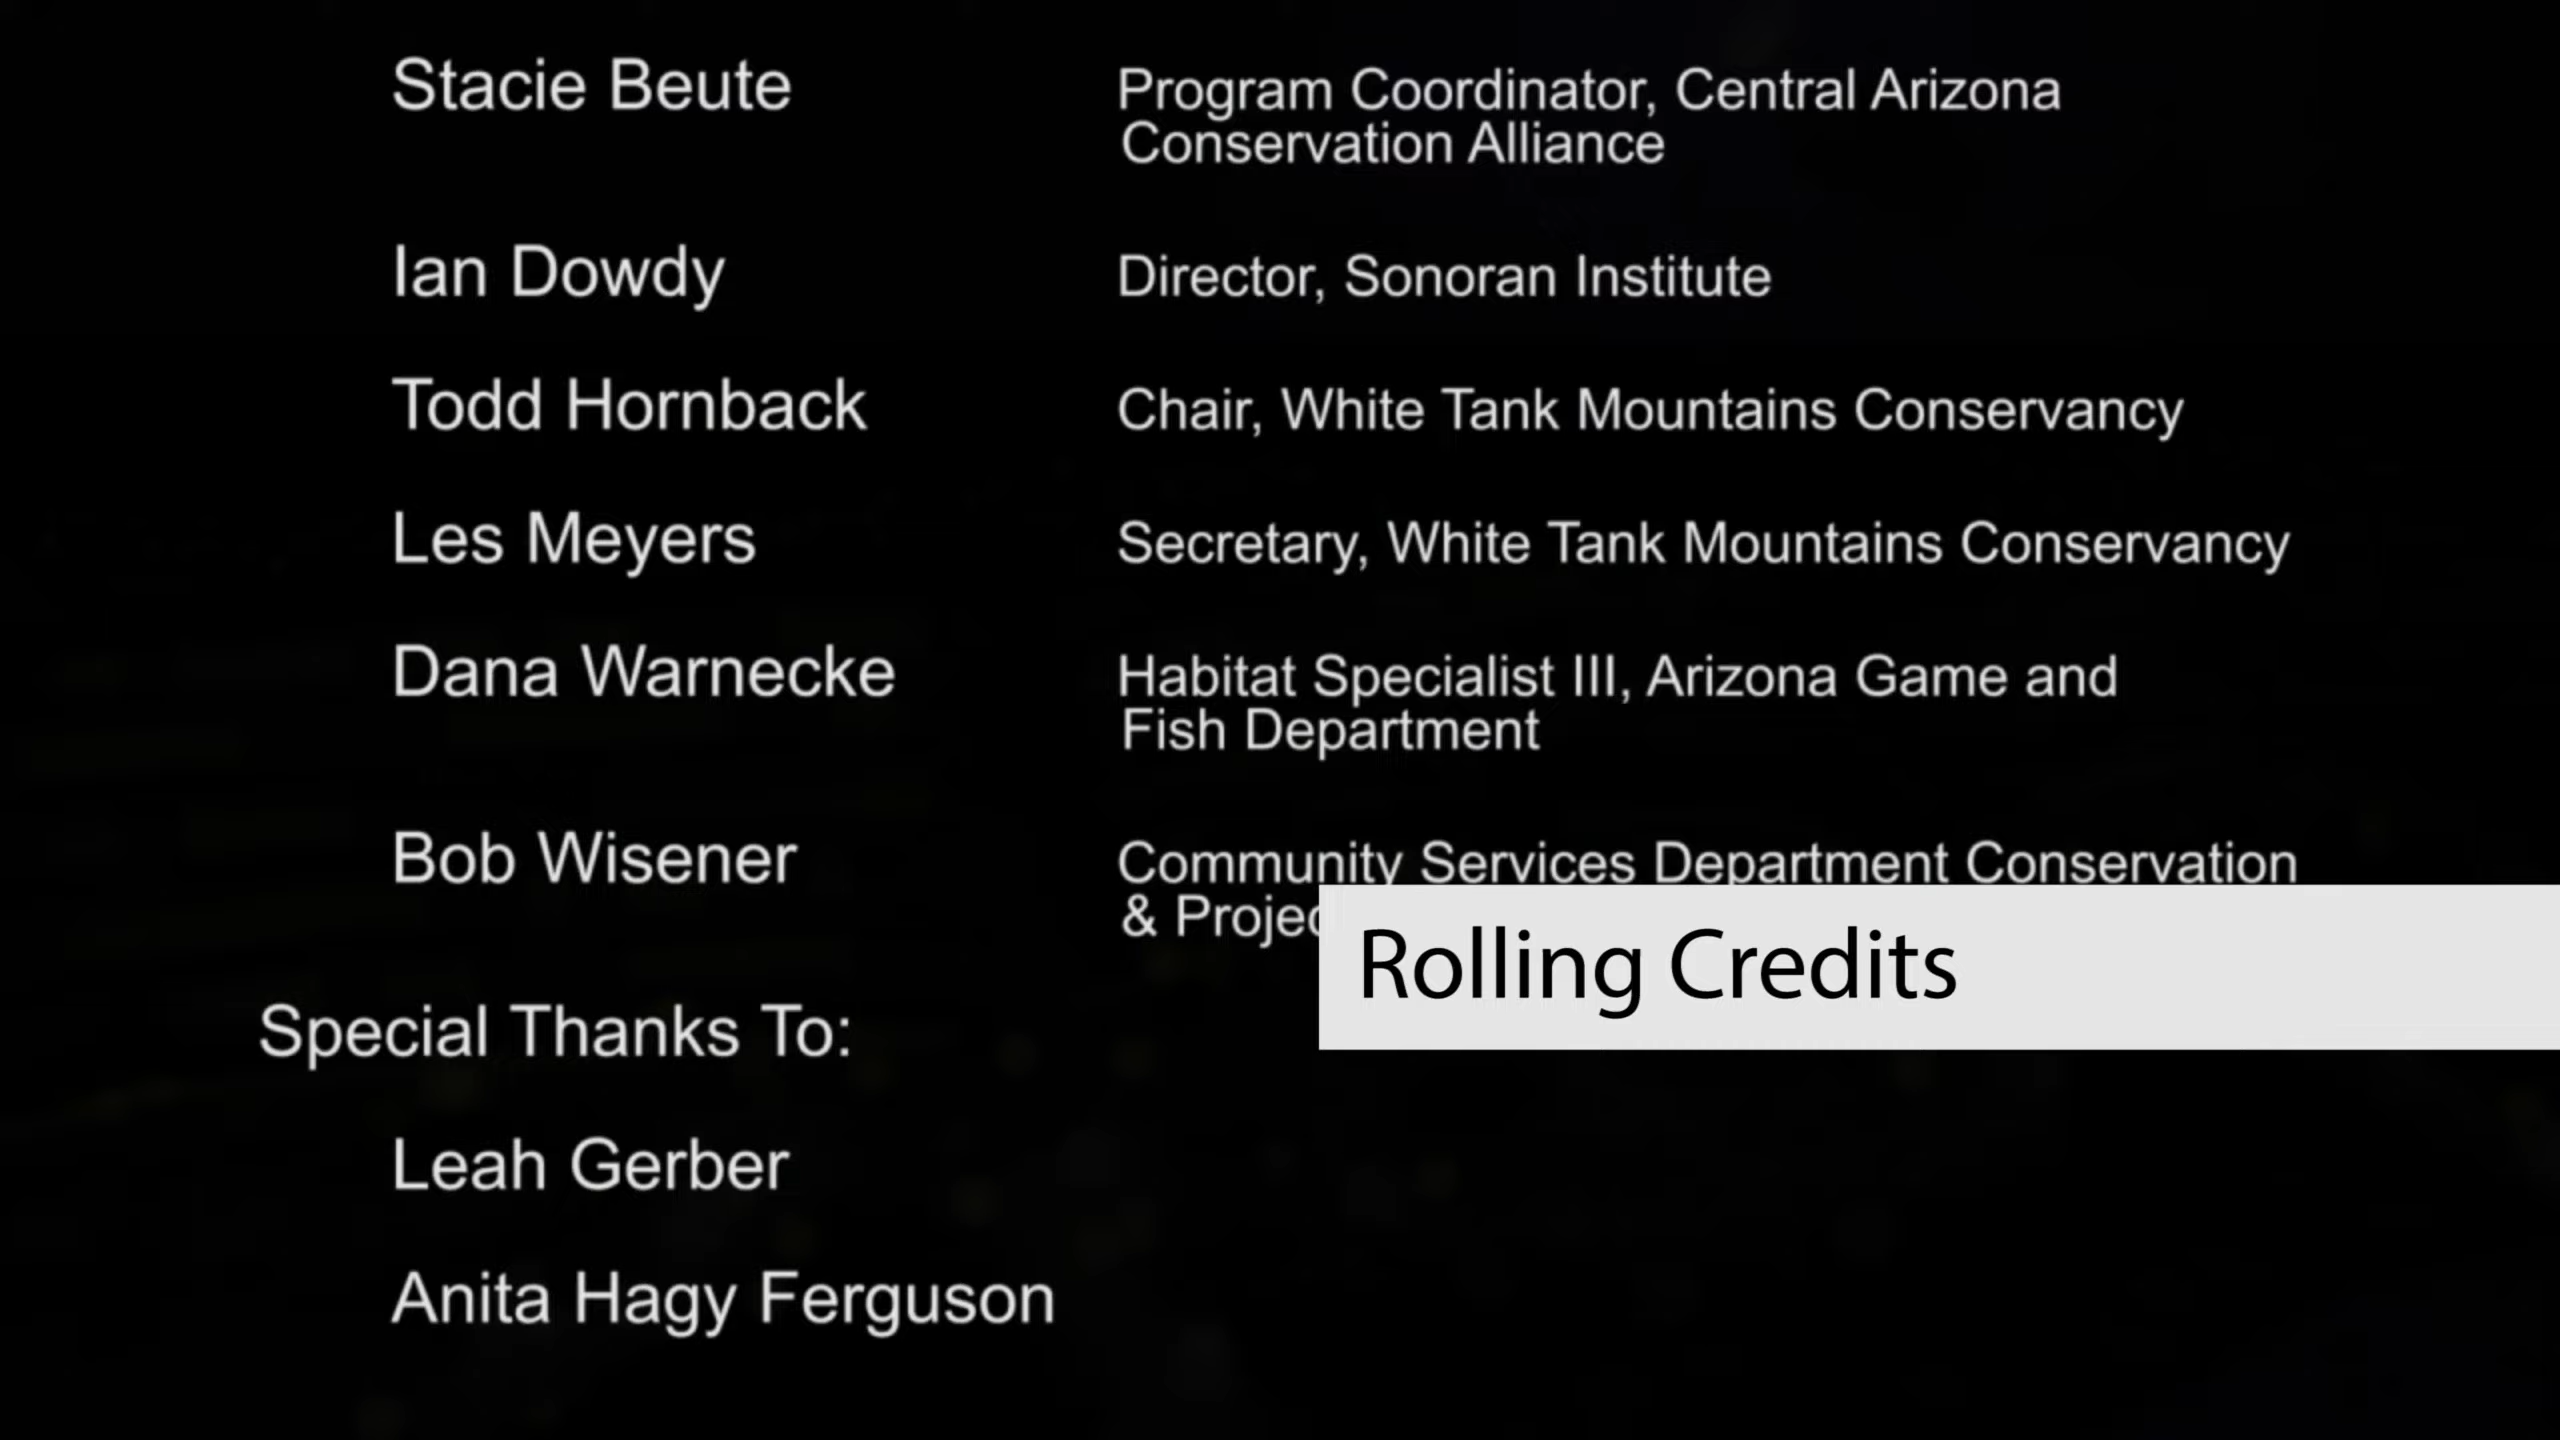 Stacie Beute
Program Coordinator, Central Arizona
Conservation Alliance
Ian Dowdy
Director, Sonoran Institute
Todd Hornback
Chair, White Tank Mountains Conservancy
Les Meyers
Secretary, White Tank Mountains Conservancy
Dana Warnecke
Habitat Specialist III, Arizona Game and
Fish Department
Bob Wisener
Community Services Department Conservation
&
Rolling Credits
Special Thanks To:
Leah Gerber
Anita Hagy Ferguson